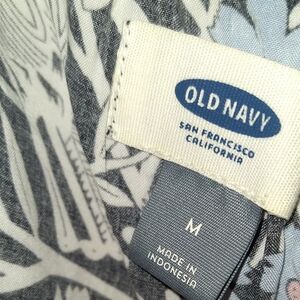 OLD NAVY
SAN FRANCISCO
CALIFORNIA
M
MADE IN
INDONESIA